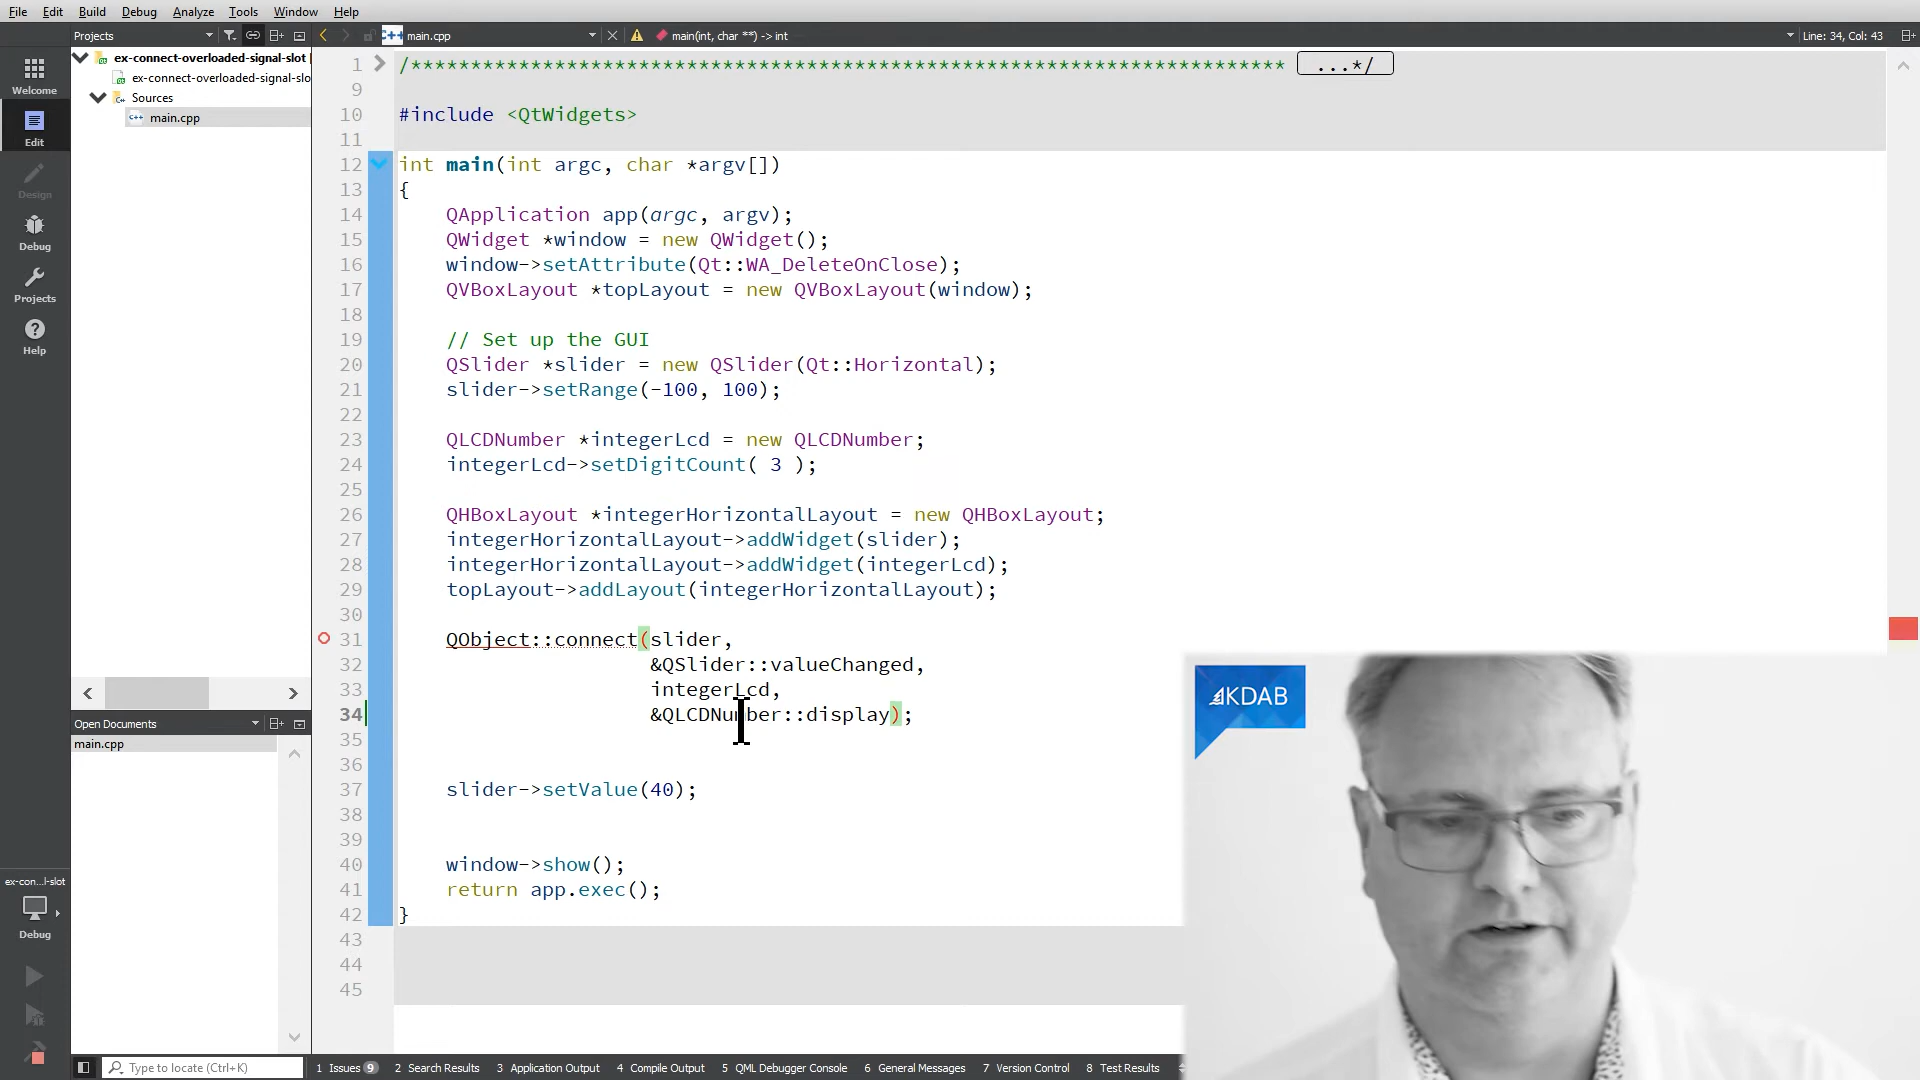 File Edit Build Debug Analyze Tools Window Help
Projects main.cpp main(int, char **) -> int Line: 34, Col: 43
ex-connect-overloaded-signal-slot
ex-connect-overloaded-signal-slo
Sources
main.cpp
Welcome
Edit
Design
Debug
Projects
Help
Open Documents
main.cpp
ex-con...l-slot
Debug
1 /************************************************************************* ...*/
9
10 #include <QtWidgets>
11
12 int main(int argc, char *argv[])
13 {
14 QApplication app(argc, argv);
15 QWidget *window = new QWidget();
16 window->setAttribute(Qt::WA_DeleteOnClose);
17 QVBoxLayout *topLayout = new QVBoxLayout(window);
18
19 // Set up the GUI
20 QSlider *slider = new QSlider(Qt::Horizontal);
21 slider->setRange(-100, 100);
22
23 QLCDNumber *integerLcd = new QLCDNumber;
24 integerLcd->setDigitCount( 3 );
25
26 QHBoxLayout *integerHorizontalLayout = new QHBoxLayout;
27 integerHorizontalLayout->addWidget(slider);
28 integerHorizontalLayout->addWidget(integerLcd);
29 topLayout->addLayout(integerHorizontalLayout);
30
31 QObject::connect(slider,
32 &QSlider::valueChanged,
33 integerLcd,
34 &QLCDNumber::display);
35
36
37 slider->setValue(40);
38
39
40 window->show();
41 return app.exec();
42 }
43
44
45
KDAB
Type to locate (Ctrl+K) 1 Issues 9 2 Search Results 3 Application Output 4 Compile Output 5 QML Debugger Console 6 General Messages 7 Version Control 8 Test Results